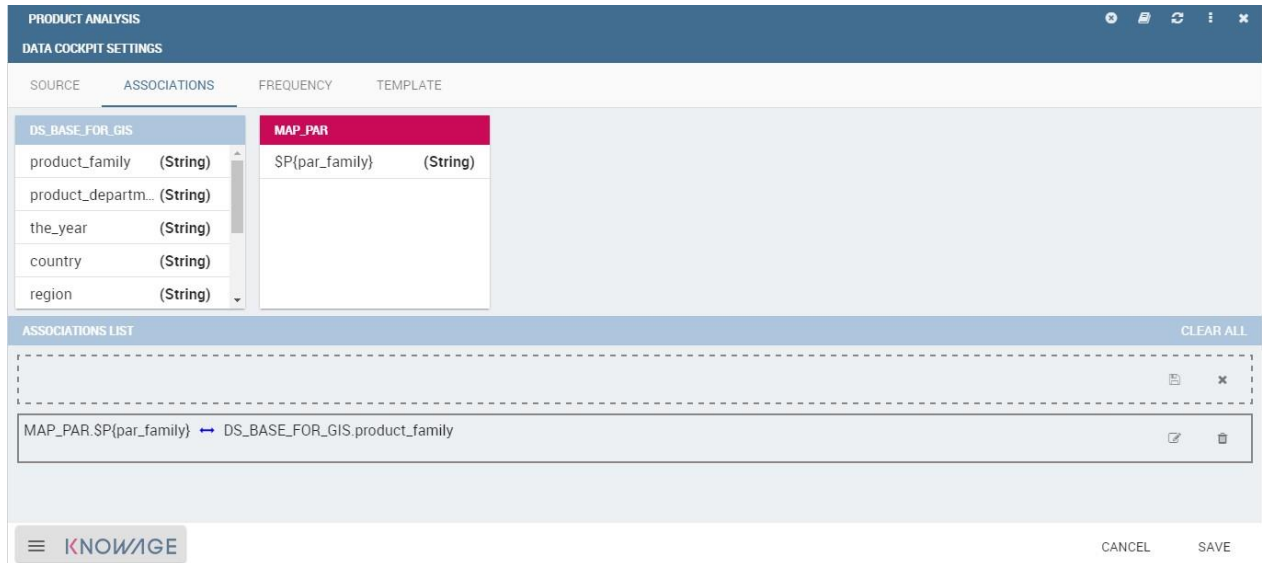 PRODUCT ANALYSIS
DATA COCKPIT SETTINGS
SOURCE ASSOCIATIONS FREQUENCY TEMPLATE
DS_BASE_FOR_GIS
product_family (String)
product_departm... (String)
the_year (String)
country (String)
region (String)
MAP_PAR
$P{par_family} (String)
ASSOCIATIONS LIST CLEAR ALL
MAP_PAR.$P{par_family} ↔ DS_BASE_FOR_GIS.product_family
KNOWAGE CANCEL SAVE